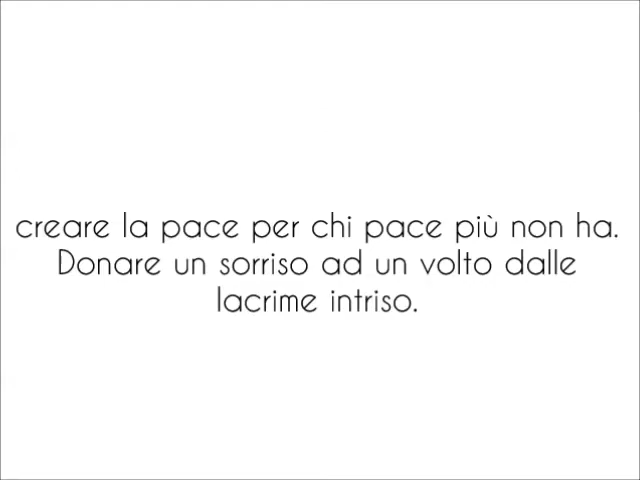 creare la pace per chi pace più non ha.
Donare un sorriso ad un volto dalle
lacrime intriso.